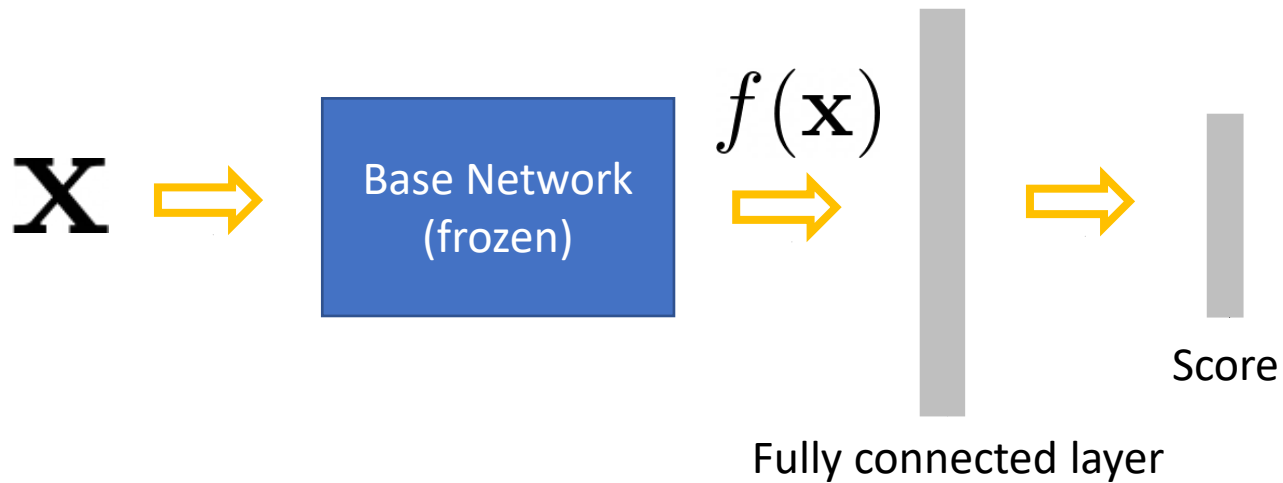 x
Base Network
(frozen)
f(x)
Fully connected layer
Score